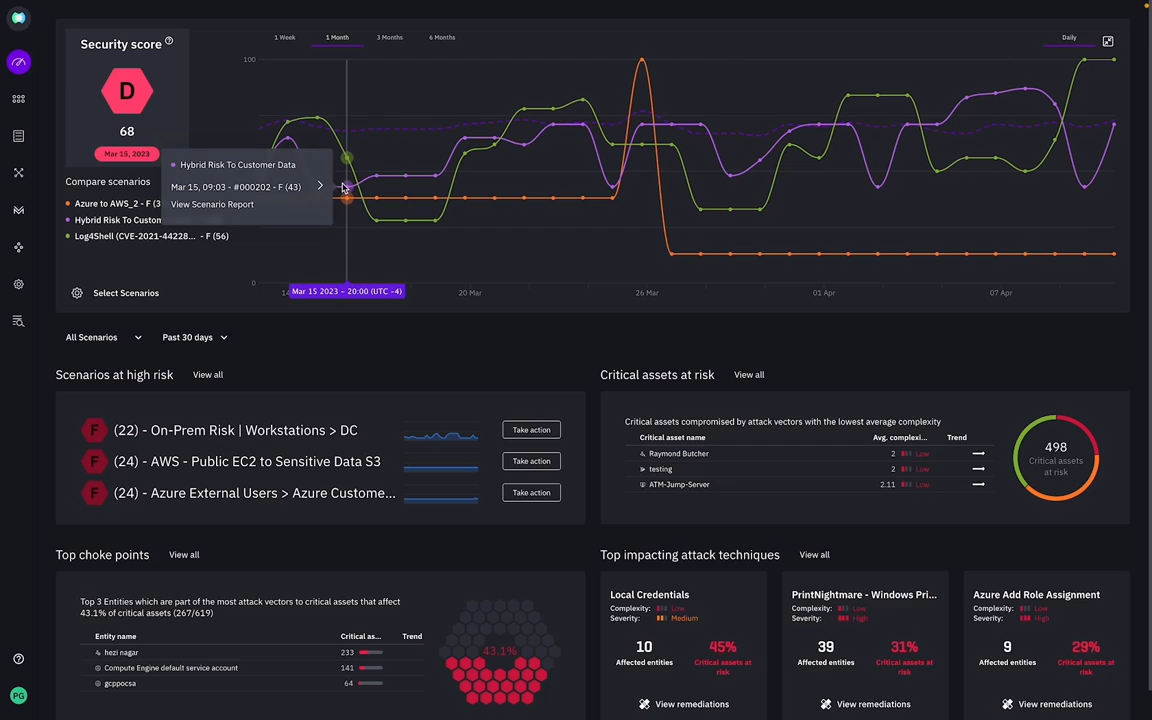 Security score
D
68
Mar 15, 2023
Compare scenarios
Azure to AWS_2 - F (3
Hybrid Risk To Custom
Log4Shell (CVE-2021-44228... - F (56)
Select Scenarios
1 Week
1 Month
3 Months
6 Months
Daily
100
0
Hybrid Risk To Customer Data
Mar 15, 09:03 - #000202 - F (43)
View Scenario Report
14
Mar 15 2023 – 20:00 (UTC -4)
20 Mar
26 Mar
01 Apr
07 Apr
All Scenarios
Past 30 days
Scenarios at high risk
View all
F (22) - On-Prem Risk | Workstations > DC
Take action
F (24) - AWS - Public EC2 to Sensitive Data S3
Take action
F (24) - Azure External Users > Azure Custome...
Take action
Critical assets at risk
View all
Critical assets compromised by attack vectors with the lowest average complexity
Critical asset name Avg. complexi... Trend
Raymond Butcher 2 Low
testing 2 Low
ATM-Jump-Server 2.11 Low
498
Critical assets
at risk
Top choke points
View all
Top 3 Entities which are part of the most attack vectors to critical assets that affect
43.1% of critical assets (267/619)
Entity name Critical as... Trend
hezi nagar 233
Compute Engine default service account 141
gcppocsa 64
43.1%
Top impacting attack techniques
View all
Local Credentials
Complexity: Low
Severity: Medium
10
Affected entities
45%
Critical assets at
risk
View remediations
PrintNightmare - Windows Pri...
Complexity: Low
Severity: High
39
Affected entities
31%
Critical assets at
risk
View remediations
Azure Add Role Assignment
Complexity: Low
Severity: High
9
Affected entities
29%
Critical assets at
risk
View remediations
PG